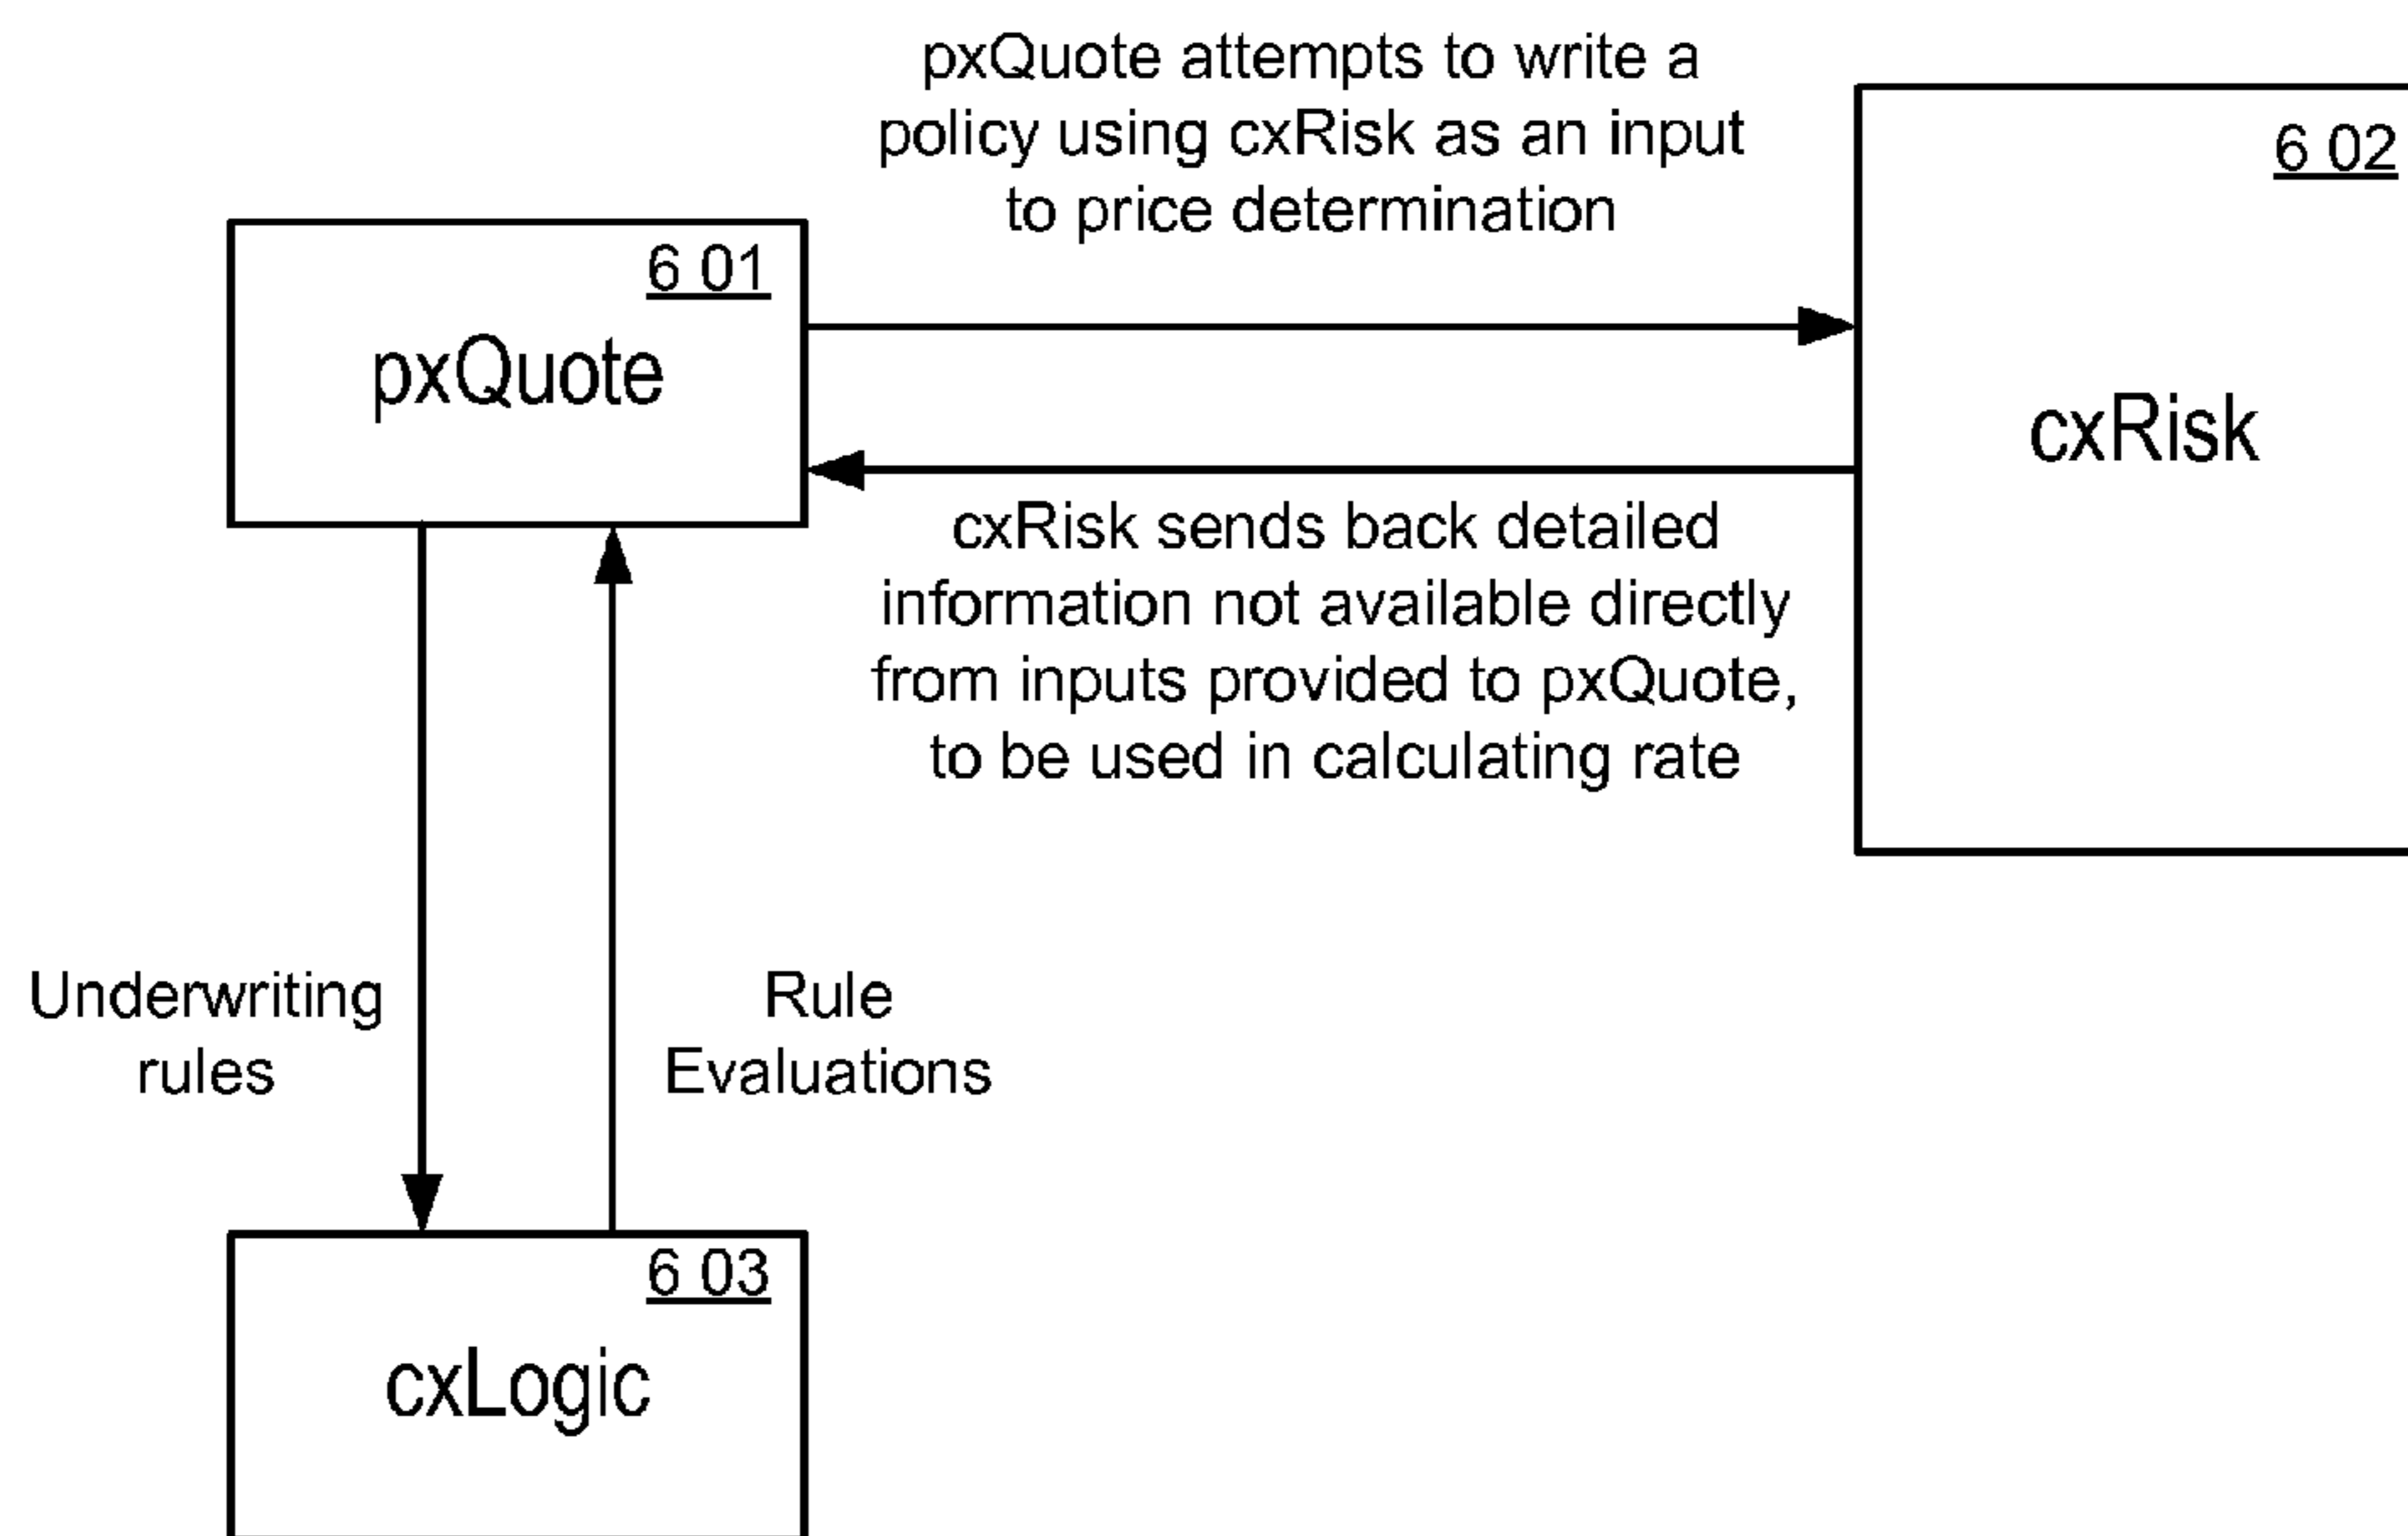 pxQuote attempts to write a
policy using cxRisk as an input
to price determination
6 02
6 01
pxQuote
cxRisk
cxRisk sends back detailed
information not available directly
from inputs provided to pxQuote,
to be used in calculating rate
Underwriting
rules
Rule
Evaluations
6 03
cxLogic